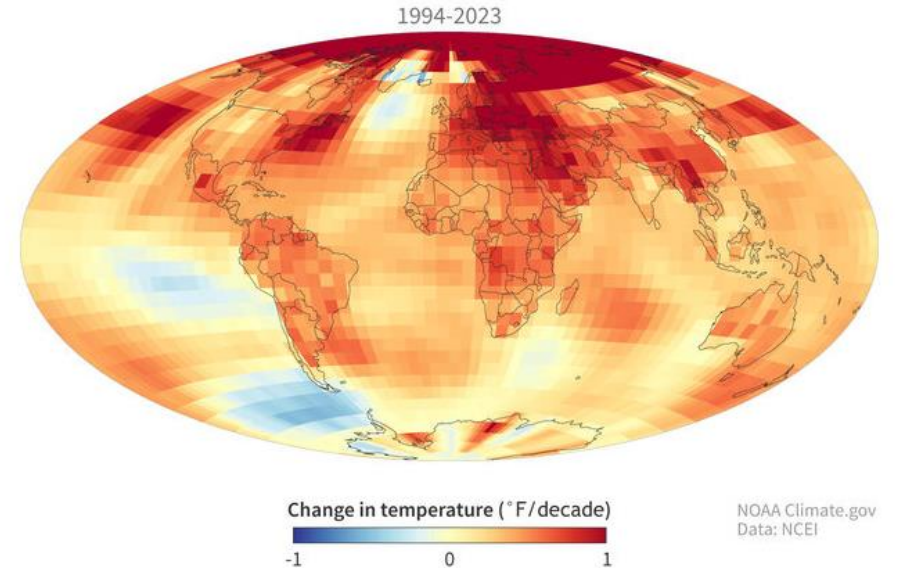 1994-2023
Change in temperature (°F/decade)
-1 0 1
NOAA Climate.gov
Data: NCEI